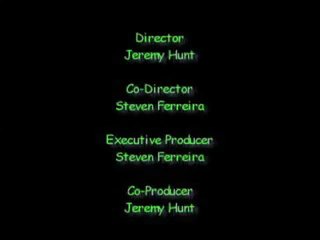 Director
Jeremy Hunt
Co-Director
Steven Ferreira
Executive Producer
Steven Ferreira
Co-Producer
Jeremy Hunt